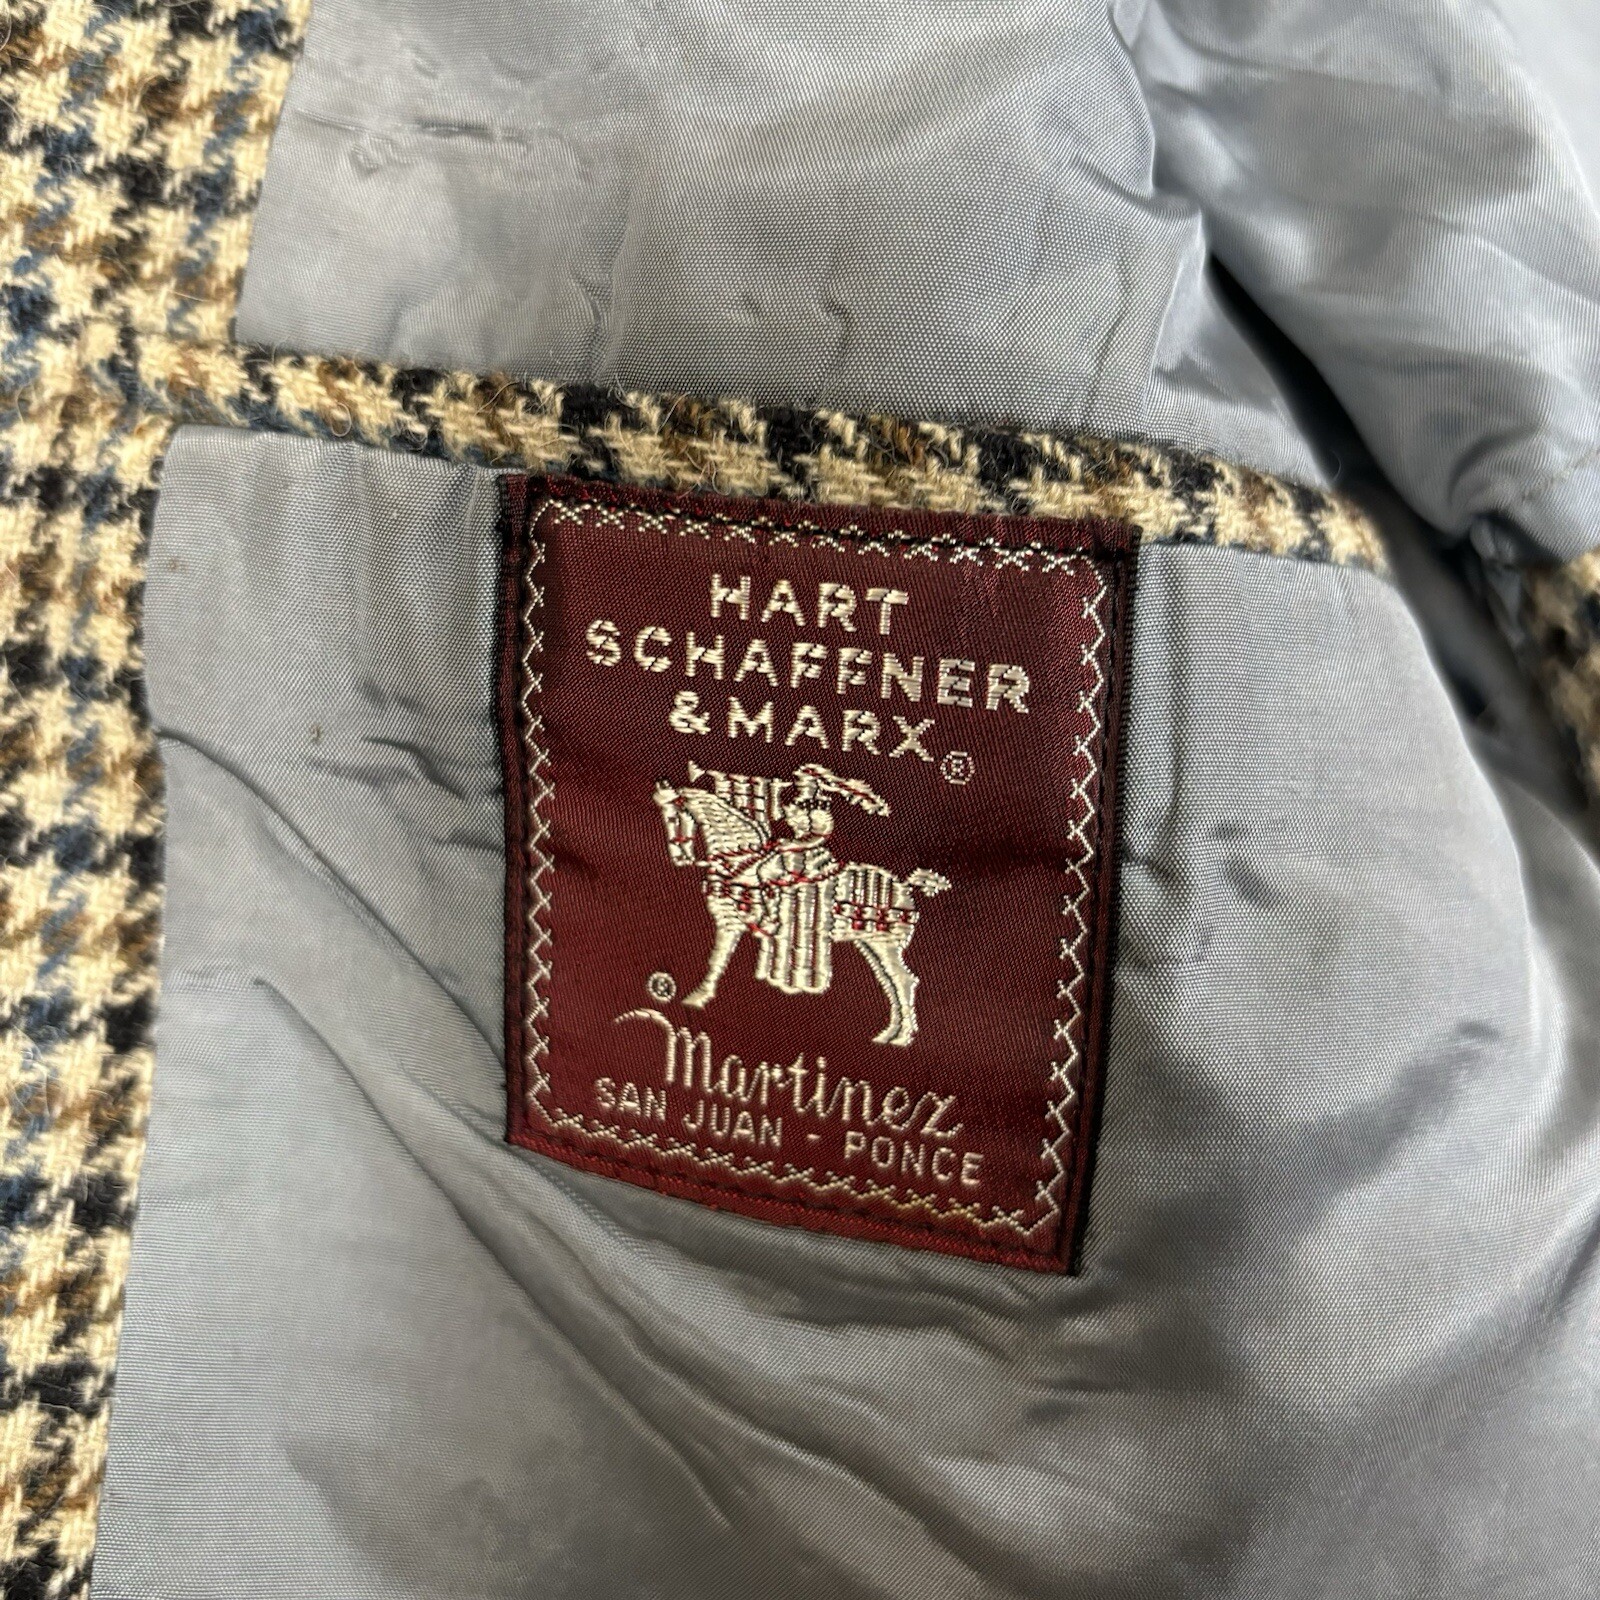 HART
SCHAFFNER
& MARX®
®
Martinez
SAN JUAN - PONCE